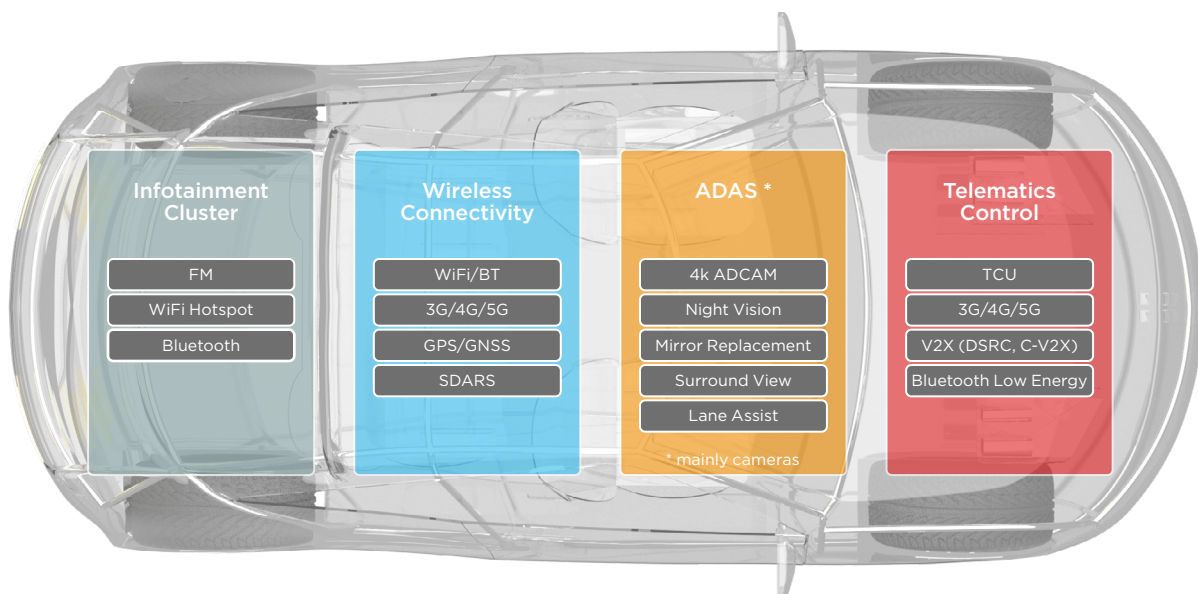 Infotainment
Cluster
FM
WiFi Hotspot
Bluetooth
Wireless
Connectivity
WiFi/BT
3G/4G/5G
GPS/GNSS
SDARS
ADAS *
4k ADCAM
Night Vision
Mirror Replacement
Surround View
Lane Assist
* mainly cameras
Telematics
Control
TCU
3G/4G/5G
V2X (DSRC, C-V2X)
Bluetooth Low Energy